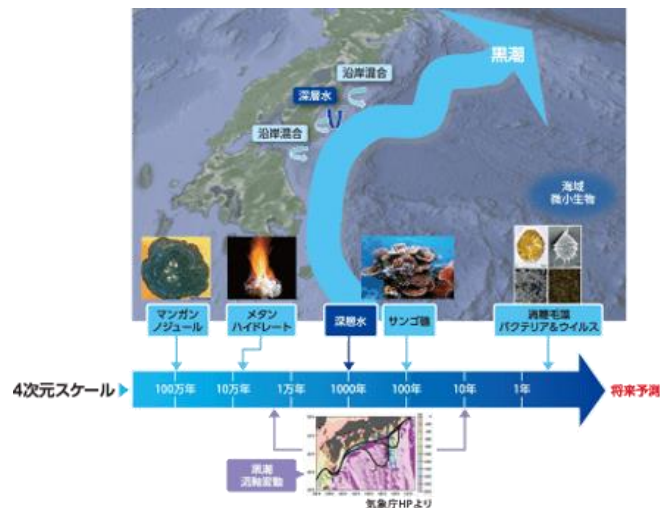 黒潮
沿岸混合
深層水
沿岸混合
海域
微小生物
マンガン
ノジュール
メタン
ハイドレート
深層水
サンゴ礁
渦鞭毛藻
バクテリア&ウイルス
4次元スケール
100万年
10万年
1万年
1000年
100年
10年
1年
将来予測
黒潮
流軸変動
気象庁HPより